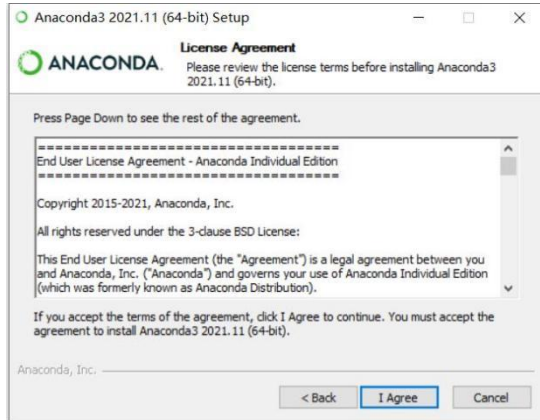 Anaconda3 2021.11 (64-bit) Setup
ANACONDA.
License Agreement
Please review the license terms before installing Anaconda3
2021.11 (64-bit).
Press Page Down to see the rest of the agreement.
===================================
End User License Agreement - Anaconda Individual Edition
===================================
Copyright 2015-2021, Anaconda, Inc.
All rights reserved under the 3-clause BSD License:
This End User License Agreement (the "Agreement") is a legal agreement between you
and Anaconda, Inc. ("Anaconda") and governs your use of Anaconda Individual Edition
(which was formerly known as Anaconda Distribution).
If you accept the terms of the agreement, click I Agree to continue. You must accept the
agreement to install Anaconda3 2021.11 (64-bit).
Anaconda, Inc.
< Back
I Agree
Cancel